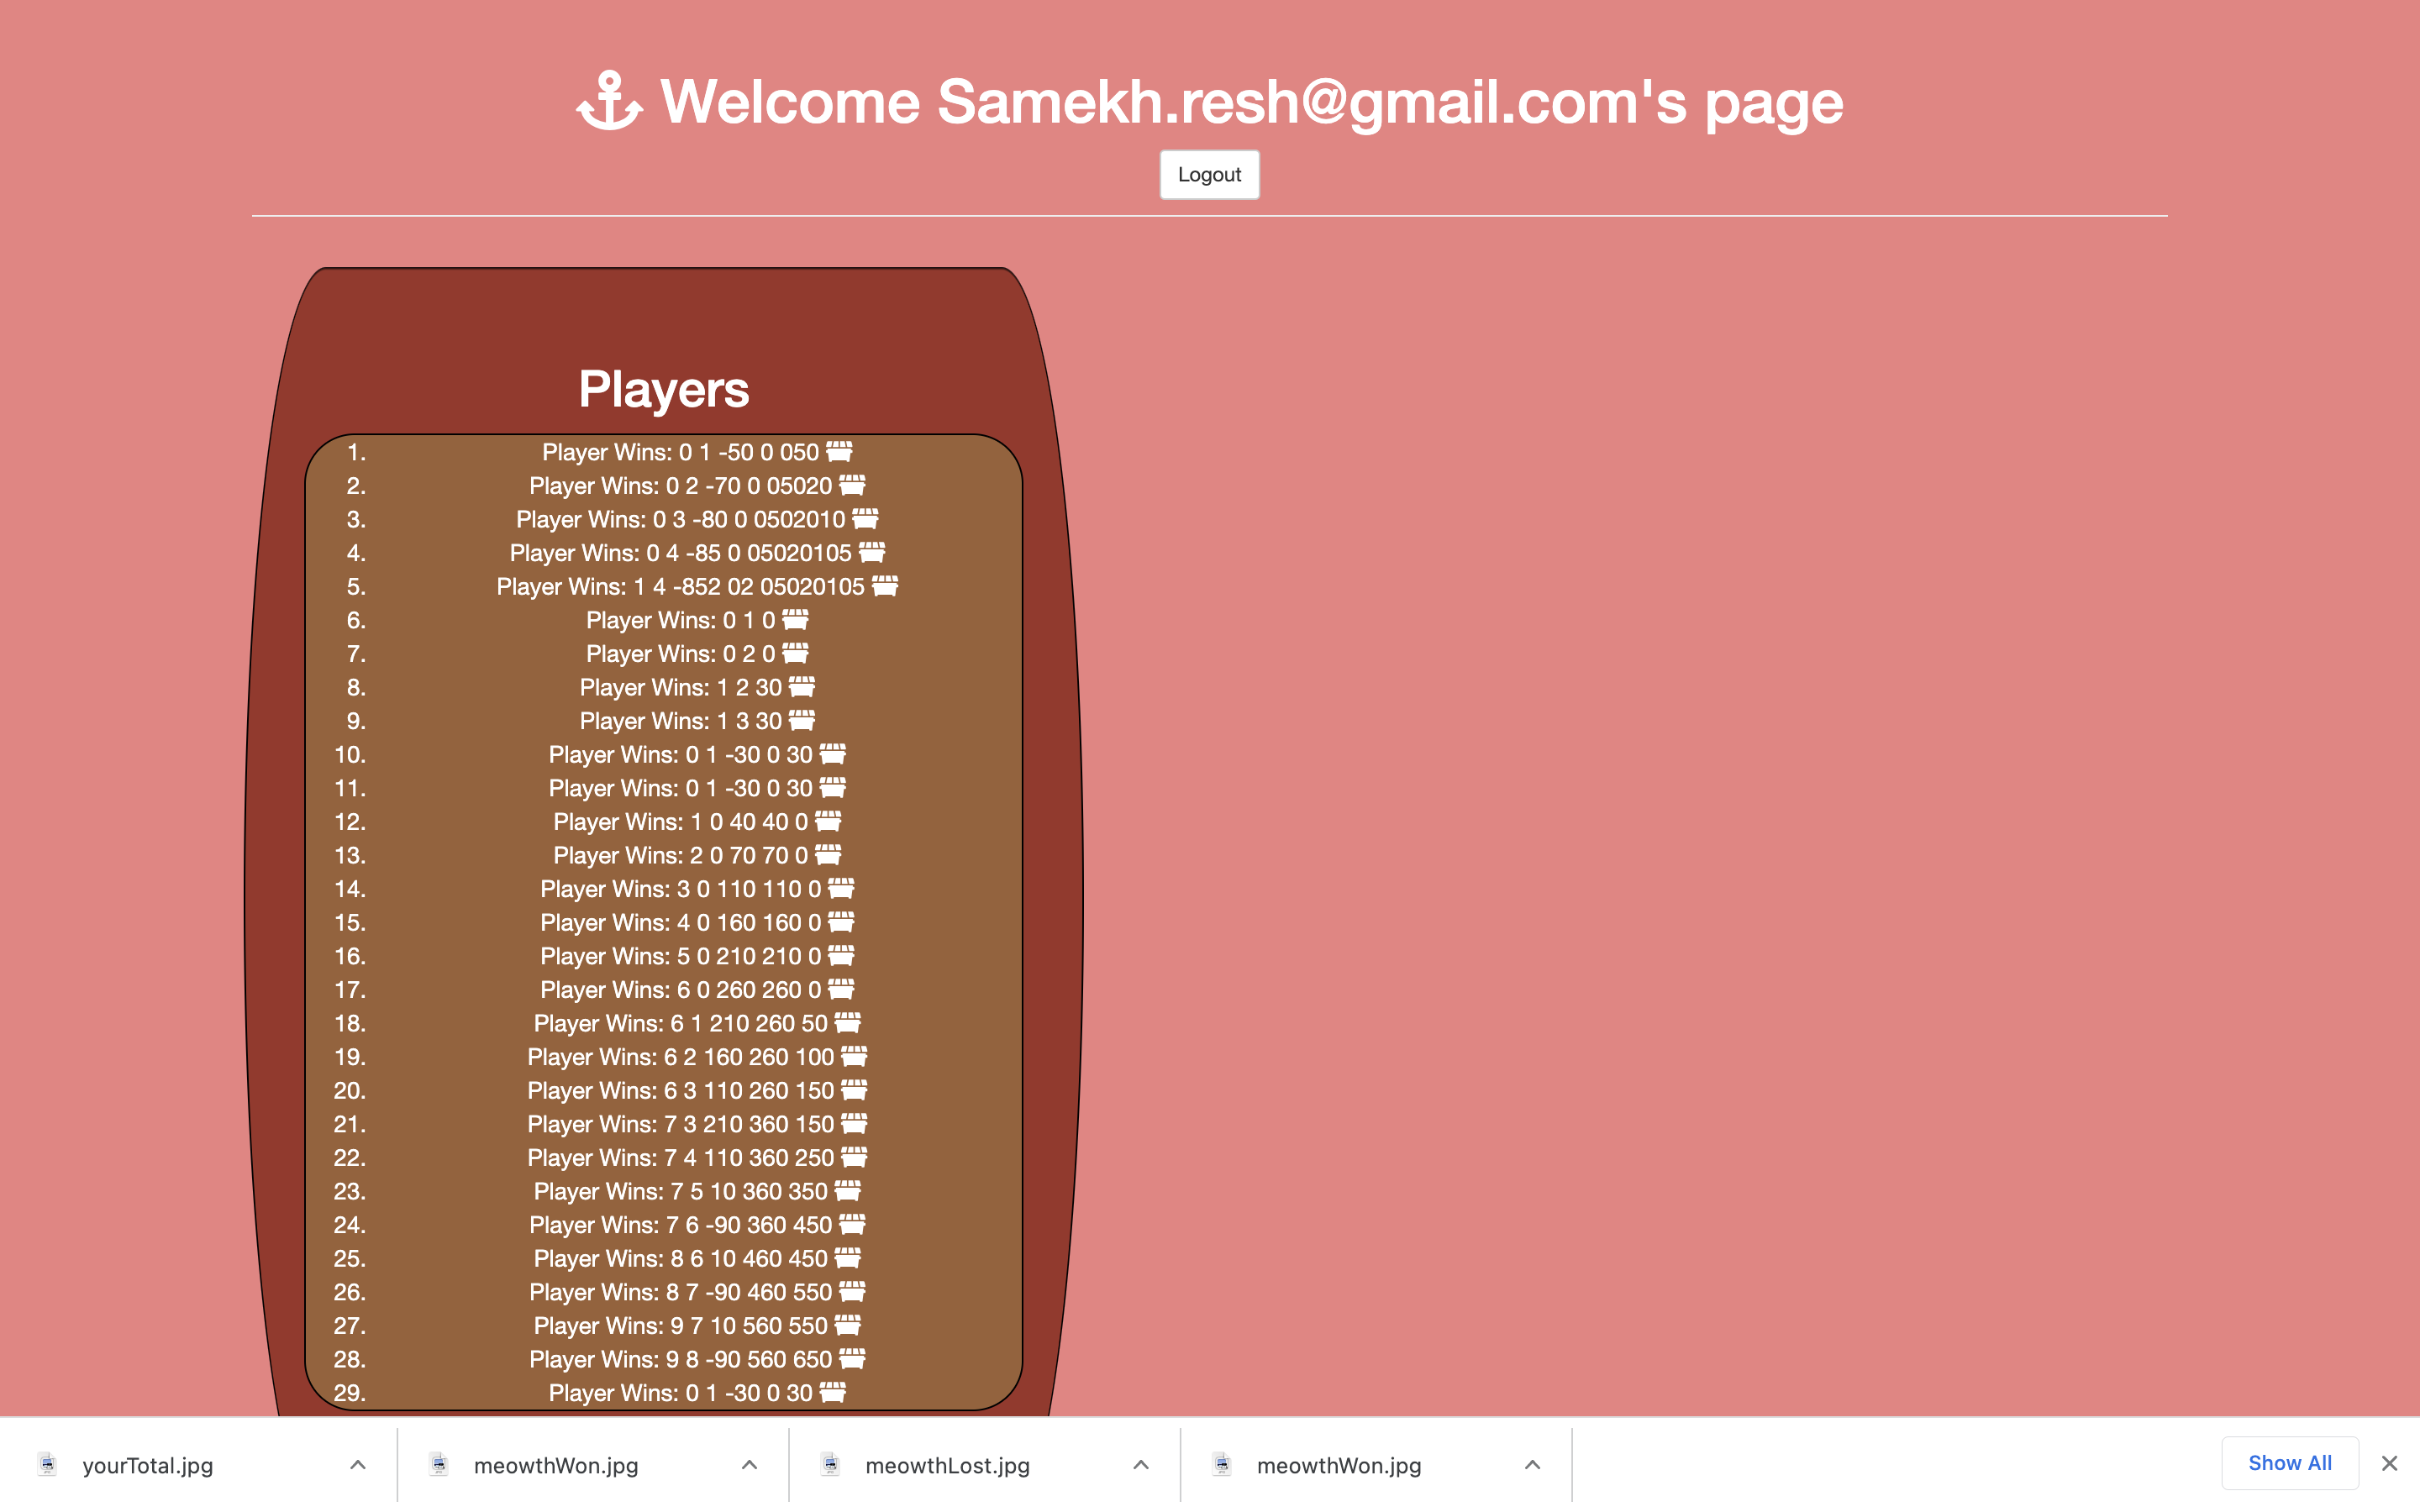 Welcome Samekh.resh@gmail.com's page
Logout
Players
1. Player Wins: 0 1 -50 0 050
2. Player Wins: 0 2 -70 0 05020
3. Player Wins: 0 3 -80 0 0502010
4. Player Wins: 0 4 -85 0 05020105
5. Player Wins: 1 4 -852 02 05020105
6. Player Wins: 0 1 0
7. Player Wins: 0 2 0
8. Player Wins: 1 2 30
9. Player Wins: 1 3 30
10. Player Wins: 0 1 -30 0 30
11. Player Wins: 0 1 -30 0 30
12. Player Wins: 1 0 40 40 0
13. Player Wins: 2 0 70 70 0
14. Player Wins: 3 0 110 110 0
15. Player Wins: 4 0 160 160 0
16. Player Wins: 5 0 210 210 0
17. Player Wins: 6 0 260 260 0
18. Player Wins: 6 1 210 260 50
19. Player Wins: 6 2 160 260 100
20. Player Wins: 6 3 110 260 150
21. Player Wins: 7 3 210 360 150
22. Player Wins: 7 4 110 360 250
23. Player Wins: 7 5 10 360 350
24. Player Wins: 7 6 -90 360 450
25. Player Wins: 8 6 10 460 450
26. Player Wins: 8 7 -90 460 550
27. Player Wins: 9 7 10 560 550
28. Player Wins: 9 8 -90 560 650
29. Player Wins: 0 1 -30 0 30
yourTotal.jpg
meowthWon.jpg
meowthLost.jpg
meowthWon.jpg
Show All